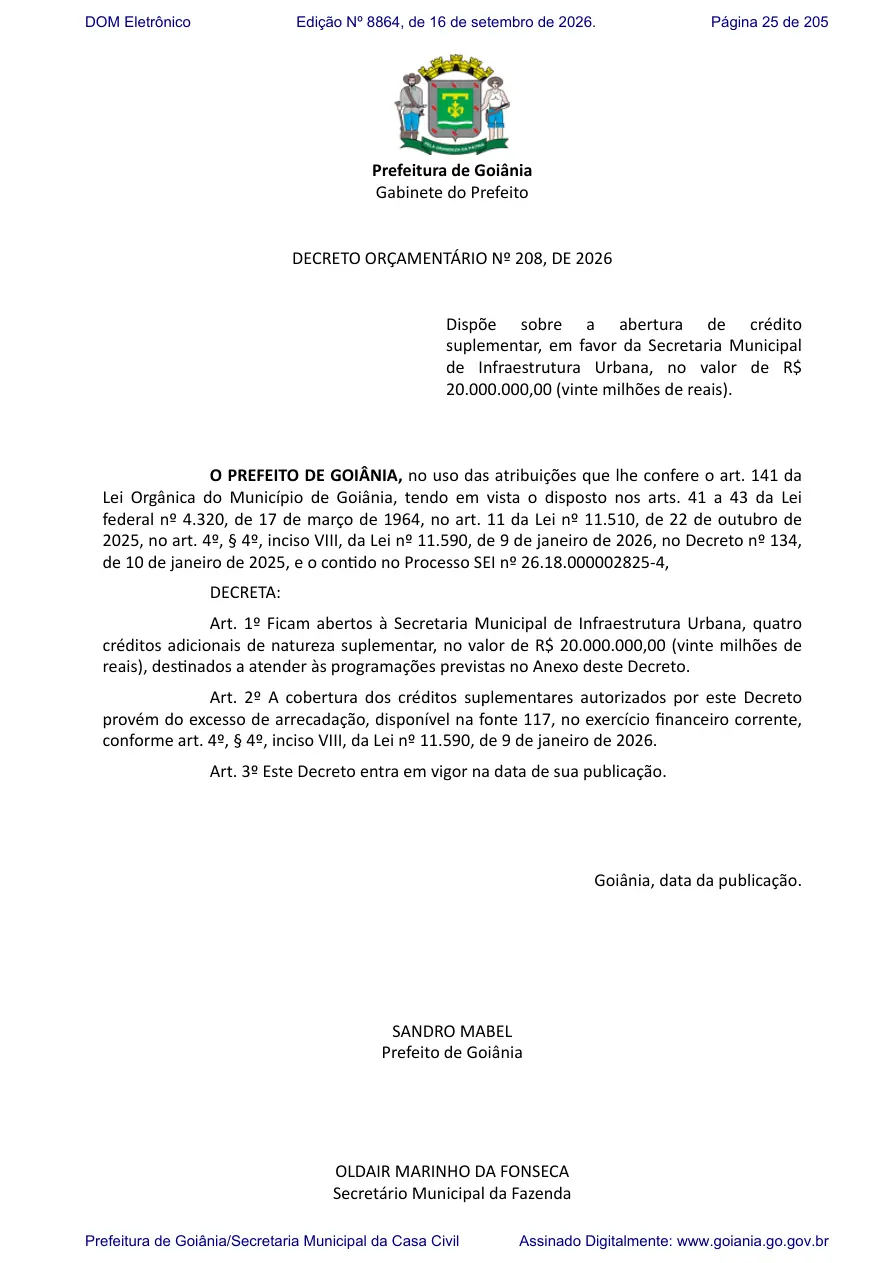 DOM Eletrônico Edição Nº 8864, de 16 de setembro de 2026. Página 25 de 205
PELA GRANDEZA DA PÁTRIA
Prefeitura de Goiânia
Gabinete do Prefeito
DECRETO ORÇAMENTÁRIO Nº 208, DE 2026
Dispõe sobre a abertura de crédito
suplementar, em favor da Secretaria Municipal
de Infraestrutura Urbana, no valor de R$
20.000.000,00 (vinte milhões de reais).
O PREFEITO DE GOIÂNIA, no uso das atribuições que lhe confere o art. 141 da
Lei Orgânica do Município de Goiânia, tendo em vista o disposto nos arts. 41 a 43 da Lei
federal nº 4.320, de 17 de março de 1964, no art. 11 da Lei nº 11.510, de 22 de outubro de
2025, no art. 4º, § 4º, inciso VIII, da Lei nº 11.590, de 9 de janeiro de 2026, no Decreto nº 134,
de 10 de janeiro de 2025, e o contido no Processo SEI nº 26.18.000002825-4,
DECRETA:
Art. 1º Ficam abertos à Secretaria Municipal de Infraestrutura Urbana, quatro
créditos adicionais de natureza suplementar, no valor de R$ 20.000.000,00 (vinte milhões de
reais), destinados a atender às programações previstas no Anexo deste Decreto.
Art. 2º A cobertura dos créditos suplementares autorizados por este Decreto
provém do excesso de arrecadação, disponível na fonte 117, no exercício financeiro corrente,
conforme art. 4º, § 4º, inciso VIII, da Lei nº 11.590, de 9 de janeiro de 2026.
Art. 3º Este Decreto entra em vigor na data de sua publicação.
Goiânia, data da publicação.
SANDRO MABEL
Prefeito de Goiânia
OLDAIR MARINHO DA FONSECA
Secretário Municipal da Fazenda
Prefeitura de Goiânia/Secretaria Municipal da Casa Civil Assinado Digitalmente: www.goiania.go.gov.br